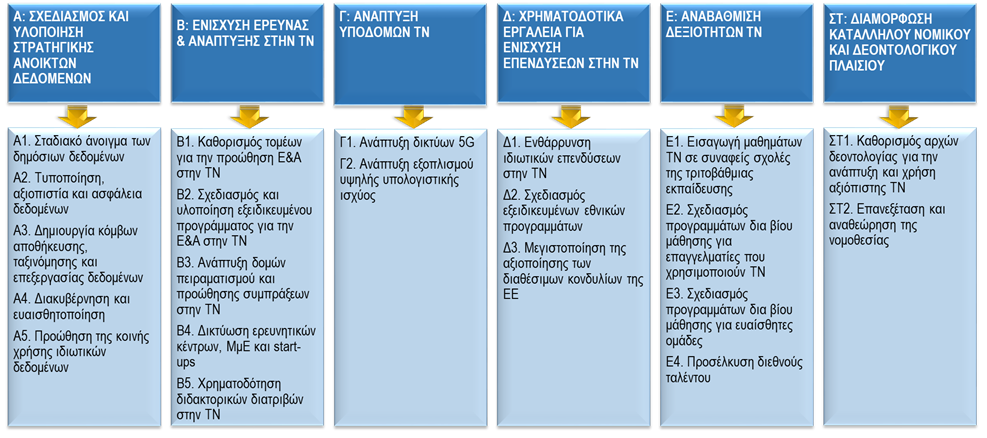 Α: ΣΧΕΔΙΑΣΜΟΣ ΚΑΙ
ΥΛΟΠΟΙΗΣΗ
ΣΤΡΑΤΗΓΙΚΗΣ
ΑΝΟΙΚΤΩΝ
ΔΕΔΟΜΕΝΩΝ
Α1. Σταδιακό άνοιγμα των
δημόσιων δεδομένων
Α2. Τυποποίηση,
αξιοπιστία και ασφάλεια
δεδομένων
Α3. Δημιουργία κόμβων
αποθήκευσης,
ταξινόμησης και
επεξεργασίας δεδομένων
Α4. Διακυβέρνηση και
ευαισθητοποίηση
Α5. Προώθηση της κοινής
χρήσης ιδιωτικών
δεδομένων
Β: ΕΝΙΣΧΥΣΗ ΕΡΕΥΝΑΣ
& ΑΝΑΠΤΥΞΗΣ ΣΤΗΝ ΤΝ
Β1. Καθορισμός τομέων
για την προώθηση Ε&Α
στην ΤΝ
Β2. Σχεδιασμός και
υλοποίηση εξειδικευμένου
προγράμματος για την
Ε&Α στην ΤΝ
Β3. Ανάπτυξη δομών
πειραματισμού και
προώθησης συμπράξεων
στην ΤΝ
Β4. Δικτύωση ερευνητικών
κέντρων, ΜμΕ και start-
ups
Β5. Χρηματοδότηση
διδακτορικών διατριβών
στην ΤΝ
Γ: ΑΝΑΠΤΥΞΗ
ΥΠΟΔΟΜΩΝ ΤΝ
Γ1. Ανάπτυξη δικτύων 5G
Γ2. Ανάπτυξη εξοπλισμού
υψηλής υπολογιστικής
ισχύος
Δ: ΧΡΗΜΑΤΟΔΟΤΙΚΑ
ΕΡΓΑΛΕΙΑ ΓΙΑ
ΕΝΙΣΧΥΣΗ
ΕΠΕΝΔΥΣΕΩΝ ΣΤΗΝ ΤΝ
Δ1. Ενθάρρυνση
ιδιωτικών επενδύσεων
στην ΤΝ
Δ2. Σχεδιασμός
εξειδικευμένων εθνικών
προγραμμάτων
Δ3. Μεγιστοποίηση της
αξιοποίησης των
διαθέσιμων κονδυλίων της
ΕΕ
Ε: ΑΝΑΒΑΘΜΙΣΗ
ΔΕΞΙΟΤΗΤΩΝ ΤΝ
Ε1. Εισαγωγή μαθημάτων
ΤΝ σε συναφείς σχολές
της τριτοβάθμιας
εκπαίδευσης
Ε2. Σχεδιασμός
προγραμμάτων δια βίου
μάθησης για
επαγγελματίες που
χρησιμοποιούν ΤΝ
Ε3. Σχεδιασμός
προγραμμάτων δια βίου
μάθησης για ευαίσθητες
ομάδες
Ε4. Προσέλκυση διεθνούς
ταλέντου
ΣΤ: ΔΙΑΜΟΡΦΩΣΗ
ΚΑΤΑΛΛΗΛΟΥ ΝΟΜΙΚΟΥ
ΚΑΙ ΔΕΟΝΤΟΛΟΓΙΚΟΥ
ΠΛΑΙΣΙΟΥ
ΣΤ1. Καθορισμός αρχών
δεοντολογίας για την
ανάπτυξη και χρήση
αξιόπιστης ΤΝ
ΣΤ2. Επανεξέταση και
αναθεώρηση της
νομοθεσίας